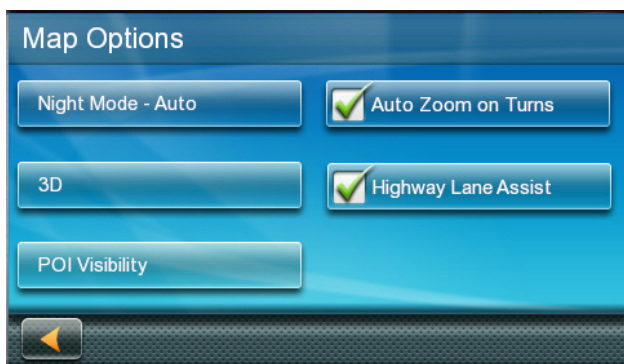 Map Options
Night Mode - Auto
Auto Zoom on Turns
3D
Highway Lane Assist
POI Visibility